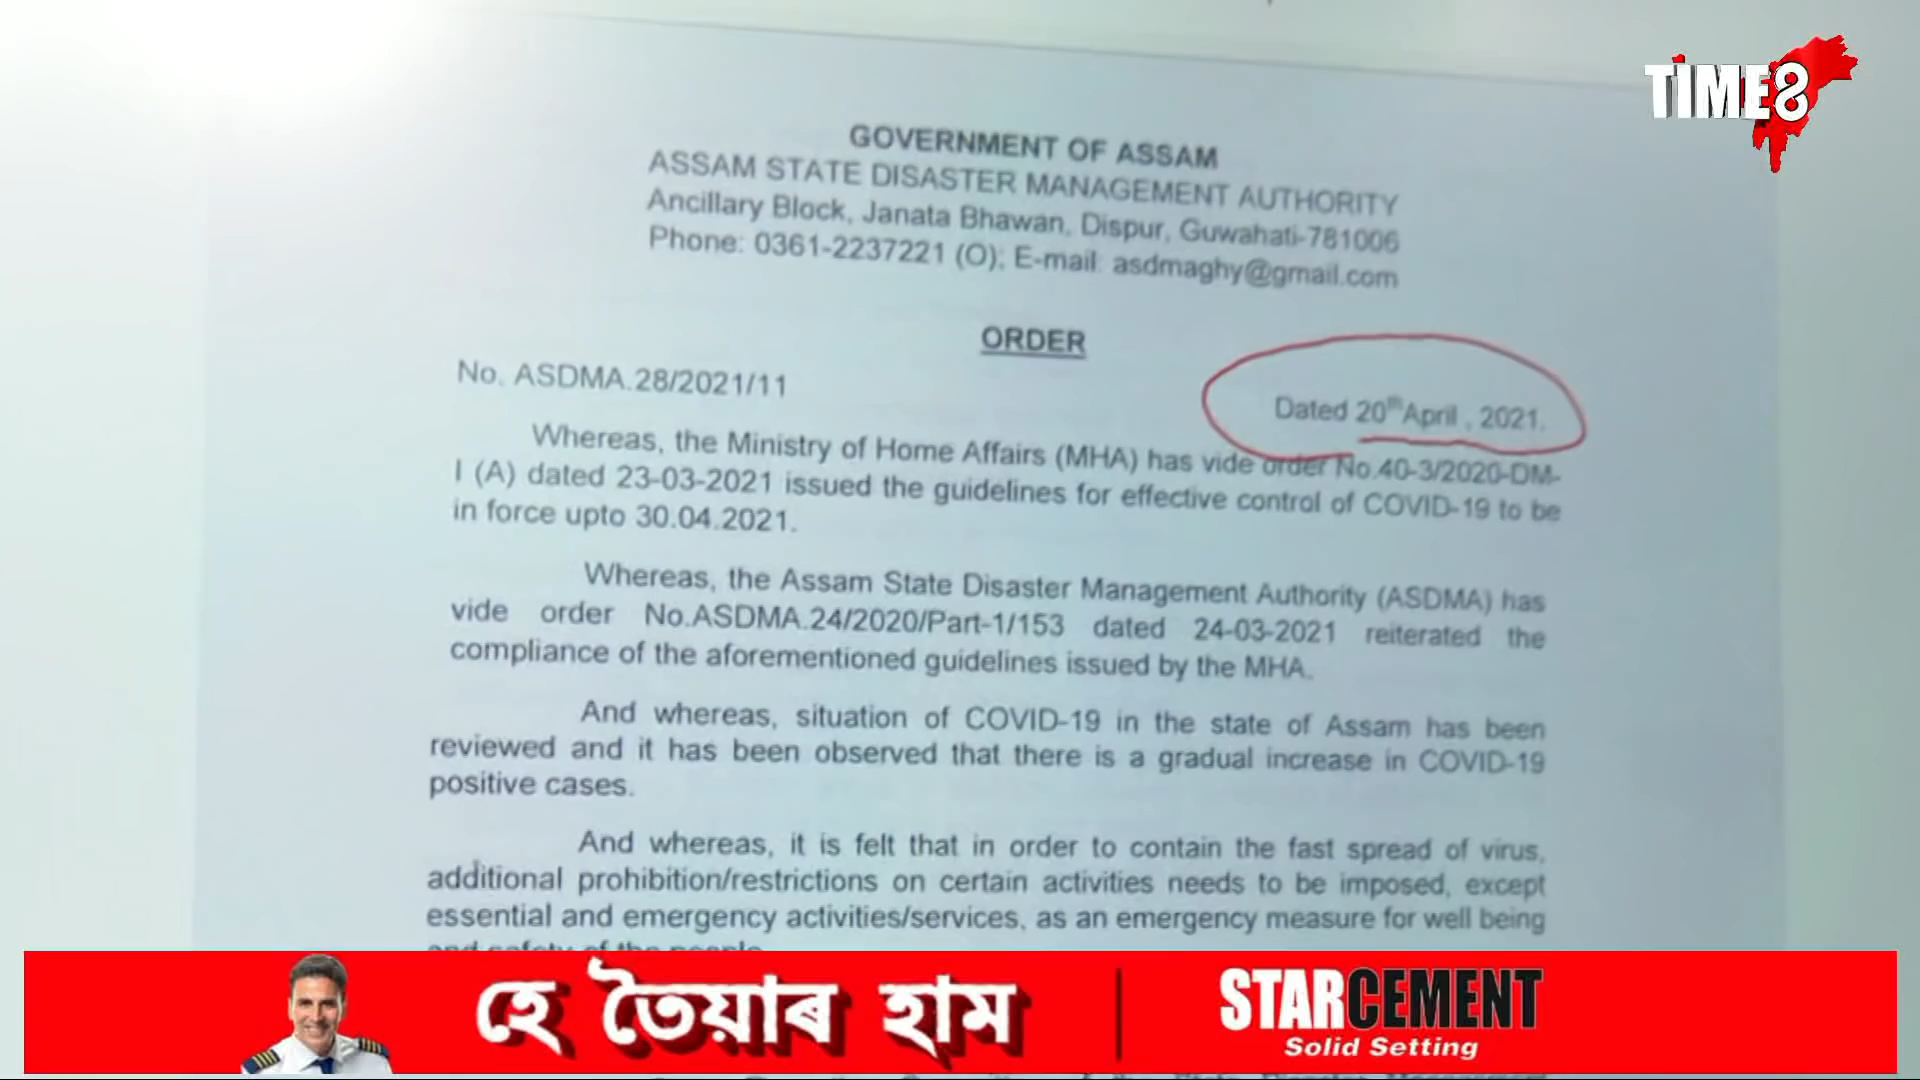 TIME8
GOVERNMENT OF ASSAM
ASSAM STATE DISASTER MANAGEMENT AUTHORITY
Ancillary Block, Janata Bhawan, Dispur, Guwahati-781006
Phone: 0361-2237221 (O); E-mail: asdmaghy@gmail.com
ORDER
No. ASDMA.28/2021/11
Dated 20th April , 2021.
Whereas, the Ministry of Home Affairs (MHA) has vide order No.40-3/2020-DM-
I (A) dated 23-03-2021 issued the guidelines for effective control of COVID-19 to be
in force upto 30.04.2021.
Whereas, the Assam State Disaster Management Authority (ASDMA) has
vide order No.ASDMA.24/2020/Part-1/153 dated 24-03-2021 reiterated the
compliance of the aforementioned guidelines issued by the MHA.
And whereas, situation of COVID-19 in the state of Assam has been
reviewed and it has been observed that there is a gradual increase in COVID-19
positive cases.
And whereas, it is felt that in order to contain the fast spread of virus,
additional prohibition/restrictions on certain activities needs to be imposed, except
essential and emergency activities/services, as an emergency measure for well being
and safety of the people
হে তৈয়াৰ হাম
STARCEMENT
Solid Setting